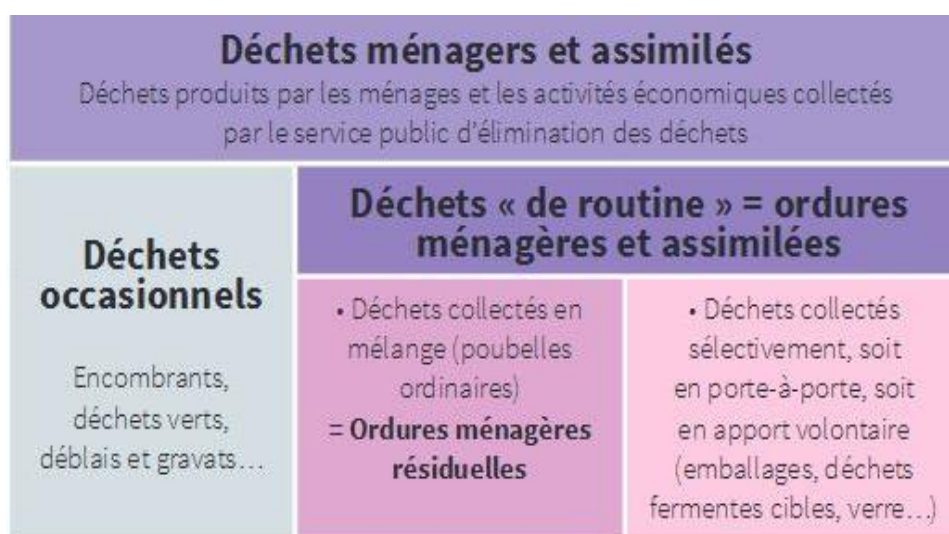 Déchets ménagers et assimilés
Déchets produits par les ménages et les activités économiques collectés
par le service public d'élimination des déchets
Déchets
occasionnels
Encombrants,
déchets verts,
déblais et gravats…
Déchets « de routine » = ordures
ménagères et assimilées
• Déchets collectés en
mélange (poubelles
ordinaires)
= Ordures ménagères
résiduelles
• Déchets collectés
sélectivement, soit
en porte-à-porte, soit
en apport volontaire
(emballages, déchets
fermentes cibles, verre…)